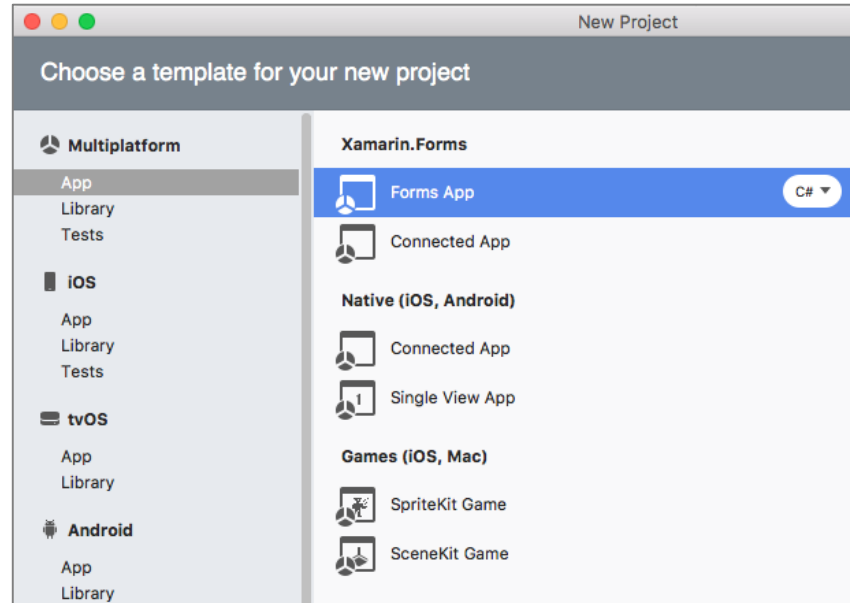 New Project
Choose a template for your new project
Multiplatform
App
Library
Tests
iOS
App
Library
Tests
tvOS
App
Library
Android
App
Library
Xamarin.Forms
Forms App
C#
Connected App
Native (iOS, Android)
Connected App
1
Single View App
Games (iOS, Mac)
SpriteKit Game
SceneKit Game